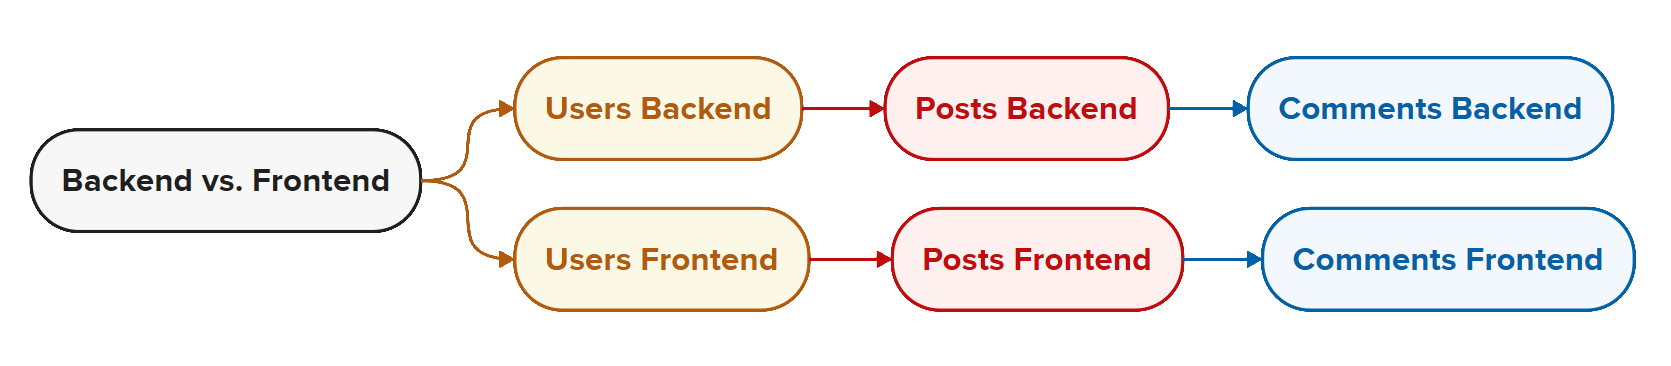 Backend vs. Frontend
Users Backend
Posts Backend
Comments Backend
Users Frontend
Posts Frontend
Comments Frontend